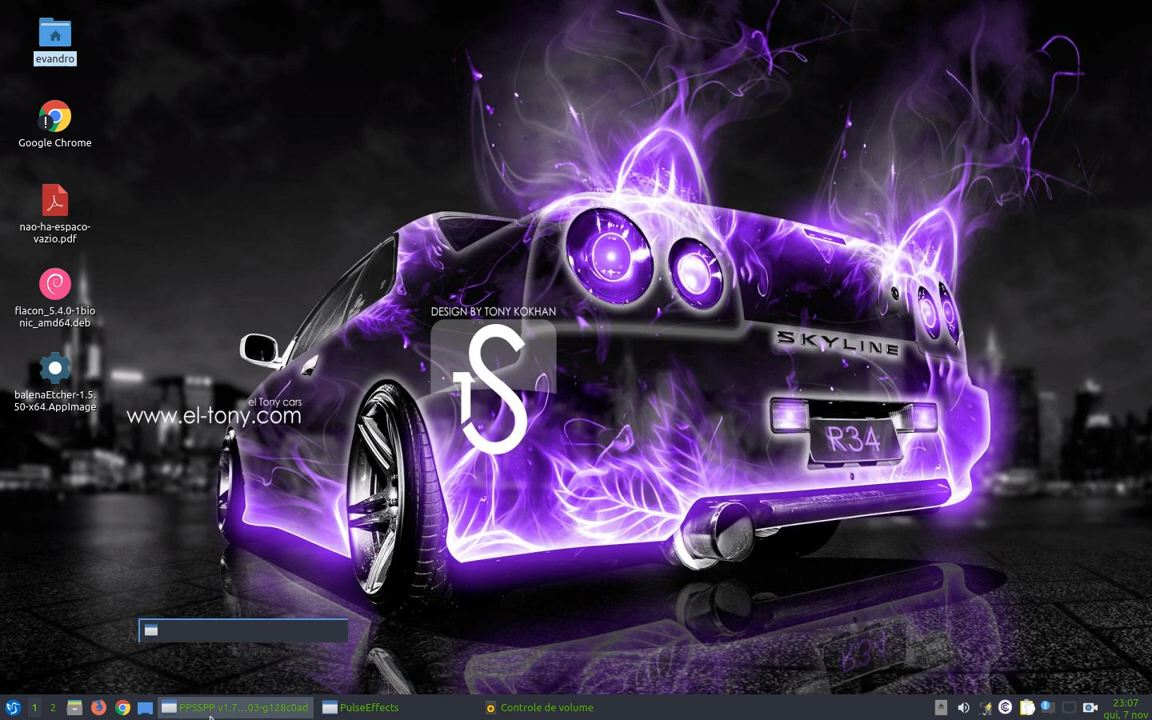 evandro
Google Chrome
nao-ha-espaco-
vazio.pdf
flacon_5.4.0-1bio
nic_amd64.deb
balenaEtcher-1.5.
50-x64.AppImage
DESIGN BY TONY KOKHAN
el Tony cars
www.el-tony.com
SKYLINE
R34
1
2
PPSSPP v1.7...03-g128c0ad
PulseEffects
Controle de volume
23:07
qui, 7 nov